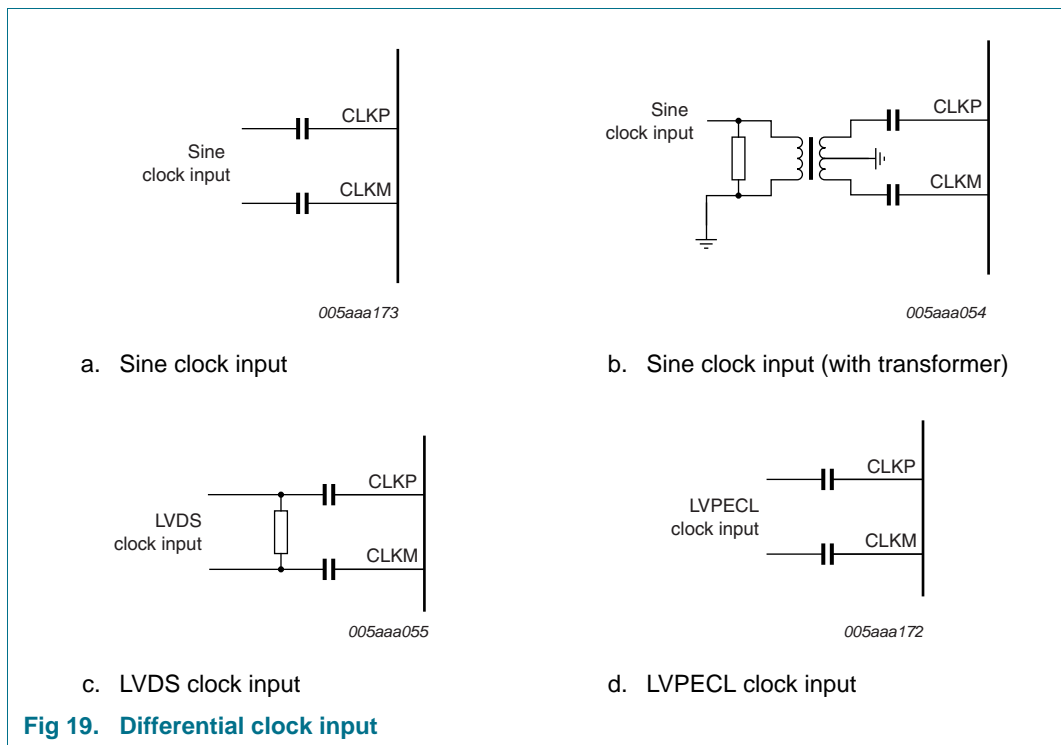 CLKP
Sine
clock input
CLKM
005aaa173
a. Sine clock input
Sine
clock input
CLKP
CLKM
005aaa054
b. Sine clock input (with transformer)
LVDS
clock input
CLKP
CLKM
005aaa055
c. LVDS clock input
LVPECL
clock input
CLKP
CLKM
005aaa172
d. LVPECL clock input
Fig 19. Differential clock input